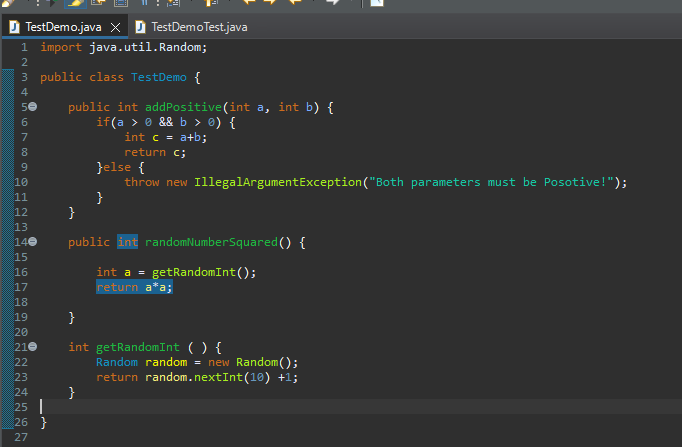 TestDemo.java TestDemoTest.java
1 import java.util.Random;
2
3 public class TestDemo {
4
5 public int addPositive(int a, int b) {
6 if(a > 0 && b > 0) {
7 int c = a+b;
8 return c;
9 }else {
10 throw new IllegalArgumentException("Both parameters must be Posotive!");
11 }
12 }
13
14 public int randomNumberSquared() {
15
16 int a = getRandomInt();
17 return a*a;
18
19 }
20
21 int getRandomInt ( ) {
22 Random random = new Random();
23 return random.nextInt(10) +1;
24 }
25
26 }
27